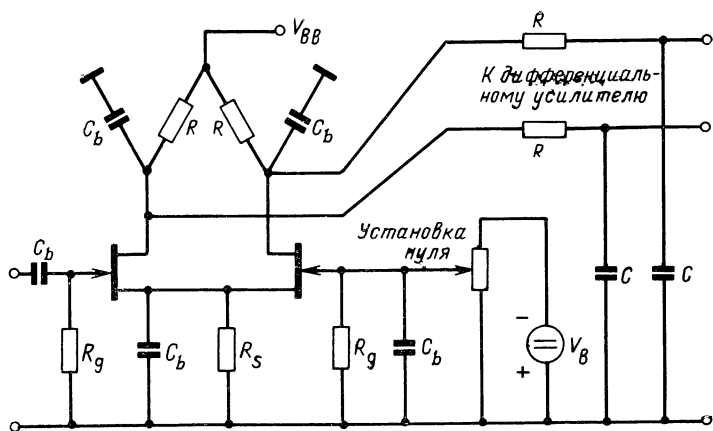 V_BB
R
К дифференциаль-
ному усилителю
C_b
R
R
C_b
R
Установка
нуля
C_b
C
C
R_g
C_b
R_s
R_g
C_b
−
+
V_B